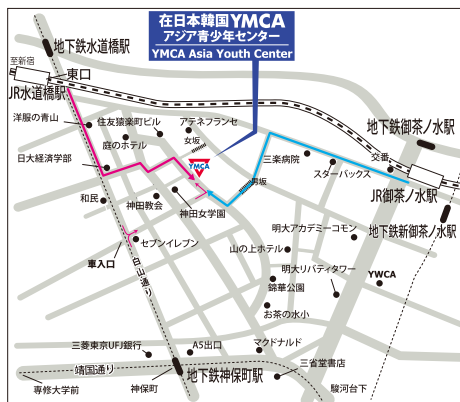 在日本韓国YMCA
アジア青少年センター
YMCA Asia Youth Center
地下鉄水道橋駅
至新宿
東口
JR水道橋駅
洋服の青山
住友猿楽町ビル
アテネフランセ
女坂
庭のホテル
日大経済学部
YMCA
三楽病院
スターバックス
交番
地下鉄御茶ノ水駅
JR御茶ノ水駅
地下鉄新御茶ノ水駅
男坂
和民
神田教会
神田女学園
明大アカデミーコモン
セブンイレブン
車入口
白山通り
山の上ホテル
明大リバティタワー
YWCA
錦華公園
お茶の水小
三菱東京UFJ銀行
A5出口
マクドナルド
靖国通り
地下鉄神保町駅
三省堂書店
専修大学前
神保町
駿河台下